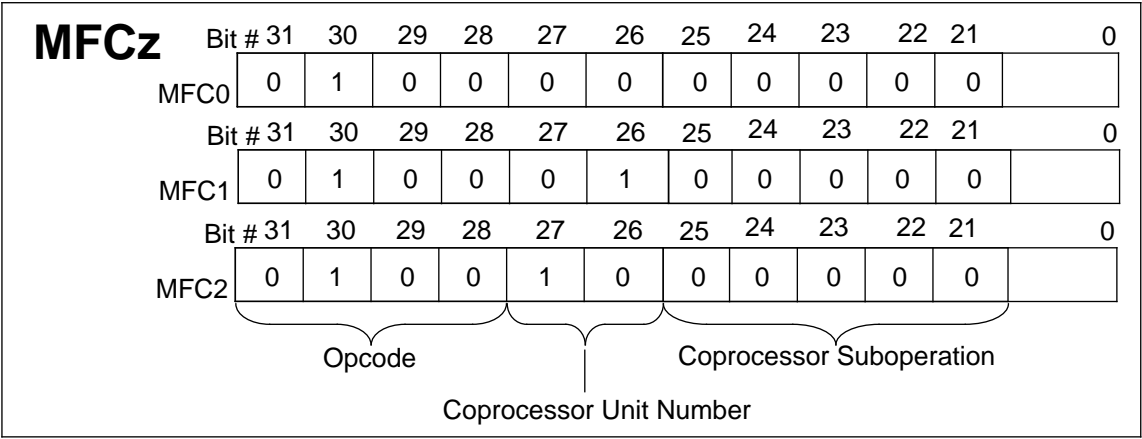 MFCz Bit # 31 30 29 28 27 26 25 24 23 22 21 0
MFC0 0 1 0 0 0 0 0 0 0 0 0
Bit # 31 30 29 28 27 26 25 24 23 22 21 0
MFC1 0 1 0 0 0 1 0 0 0 0 0
Bit # 31 30 29 28 27 26 25 24 23 22 21 0
MFC2 0 1 0 0 1 0 0 0 0 0 0
Opcode Coprocessor Suboperation
Coprocessor Unit Number